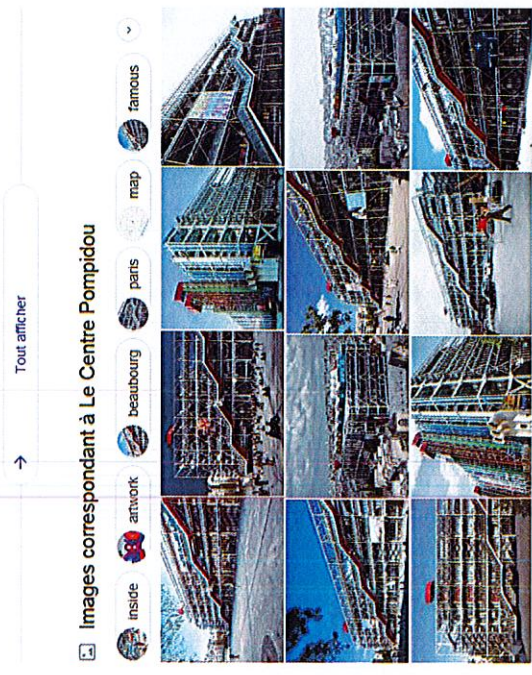 Tout afficher →
Images correspondant à Le Centre Pompidou
inside artwork beaubourg paris map famous